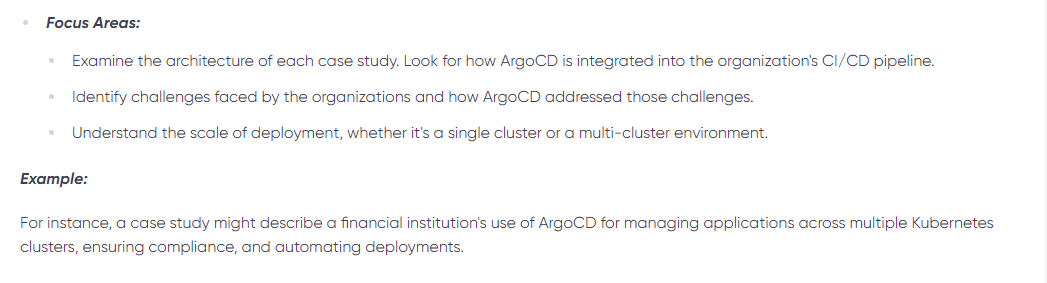 Focus Areas:
Examine the architecture of each case study. Look for how ArgoCD is integrated into the organization's CI/CD pipeline.
Identify challenges faced by the organizations and how ArgoCD addressed those challenges.
Understand the scale of deployment, whether it's a single cluster or a multi-cluster environment.
Example:
For instance, a case study might describe a financial institution's use of ArgoCD for managing applications across multiple Kubernetes
clusters, ensuring compliance, and automating deployments.